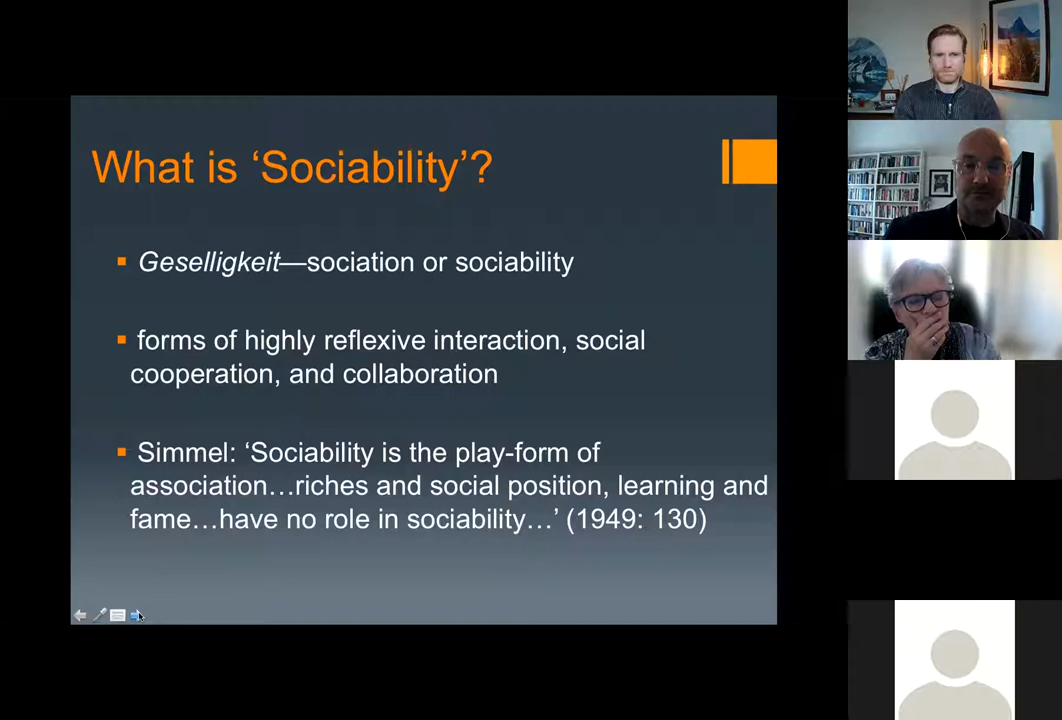 What is ‘Sociability’?
Geselligkeit—sociation or sociability
forms of highly reflexive interaction, social
cooperation, and collaboration
Simmel: ‘Sociability is the play-form of
association…riches and social position, learning and
fame…have no role in sociability…’ (1949: 130)